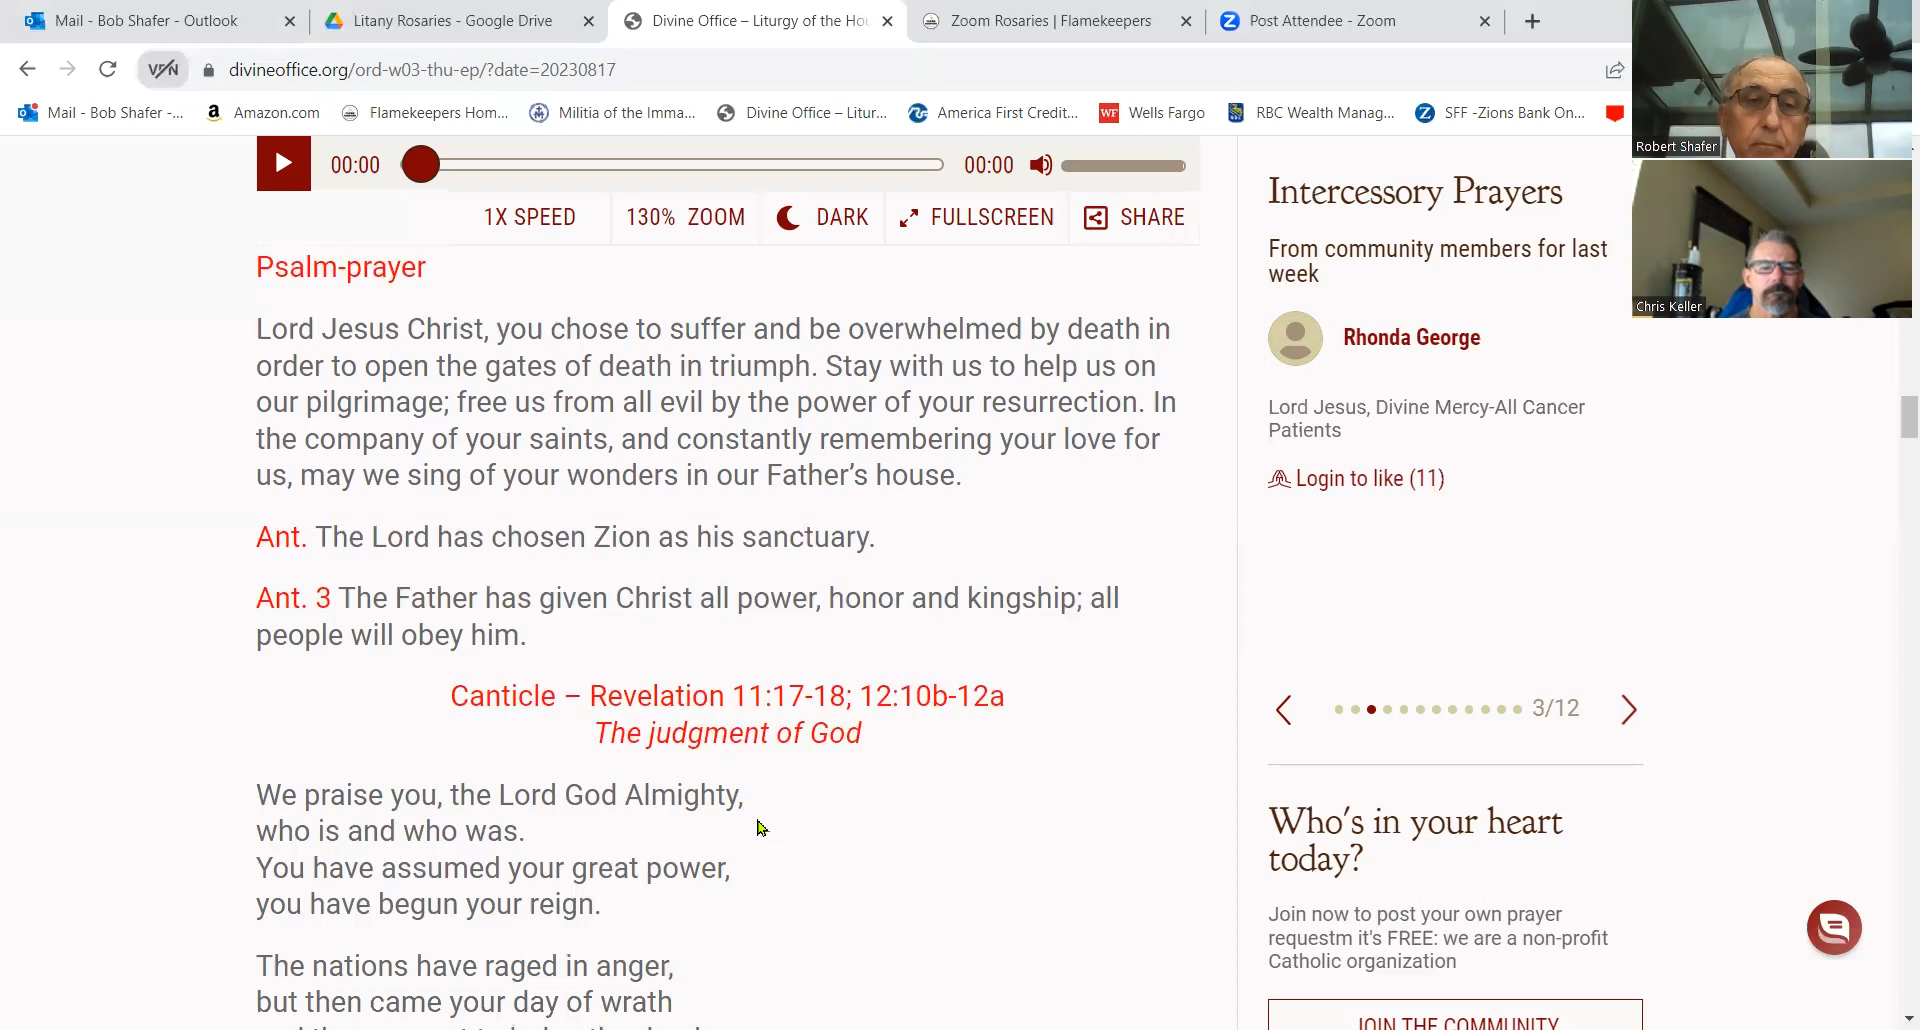 Mail - Bob Shafer - Outlook
Litany Rosaries - Google Drive
Divine Office – Liturgy of the Hou
Zoom Rosaries | Flamekeepers
Post Attendee - Zoom
VPN
divineoffice.org/ord-w03-thu-ep/?date=20230817
Mail - Bob Shafer -...
Amazon.com
Flamekeepers Hom...
Militia of the Imma...
Divine Office – Litur...
America First Credit...
WF
Wells Fargo
RBC Wealth Manag...
SFF -Zions Bank On...
Robert Shafer
Chris Keller
00:00
00:00
1X SPEED
130% ZOOM
DARK
FULLSCREEN
SHARE
Psalm-prayer
Lord Jesus Christ, you chose to suffer and be overwhelmed by death in
order to open the gates of death in triumph. Stay with us to help us on
our pilgrimage; free us from all evil by the power of your resurrection. In
the company of your saints, and constantly remembering your love for
us, may we sing of your wonders in our Father’s house.
Ant. The Lord has chosen Zion as his sanctuary.
Ant. 3 The Father has given Christ all power, honor and kingship; all
people will obey him.
Canticle – Revelation 11:17-18; 12:10b-12a
The judgment of God
We praise you, the Lord God Almighty,
who is and who was.
You have assumed your great power,
you have begun your reign.
The nations have raged in anger,
but then came your day of wrath
Intercessory Prayers
From community members for last
week
Rhonda George
Lord Jesus, Divine Mercy-All Cancer
Patients
Login to like (11)
3/12
Who's in your heart
today?
Join now to post your own prayer
requestm it's FREE: we are a non-profit
Catholic organization
JOIN THE COMMUNITY